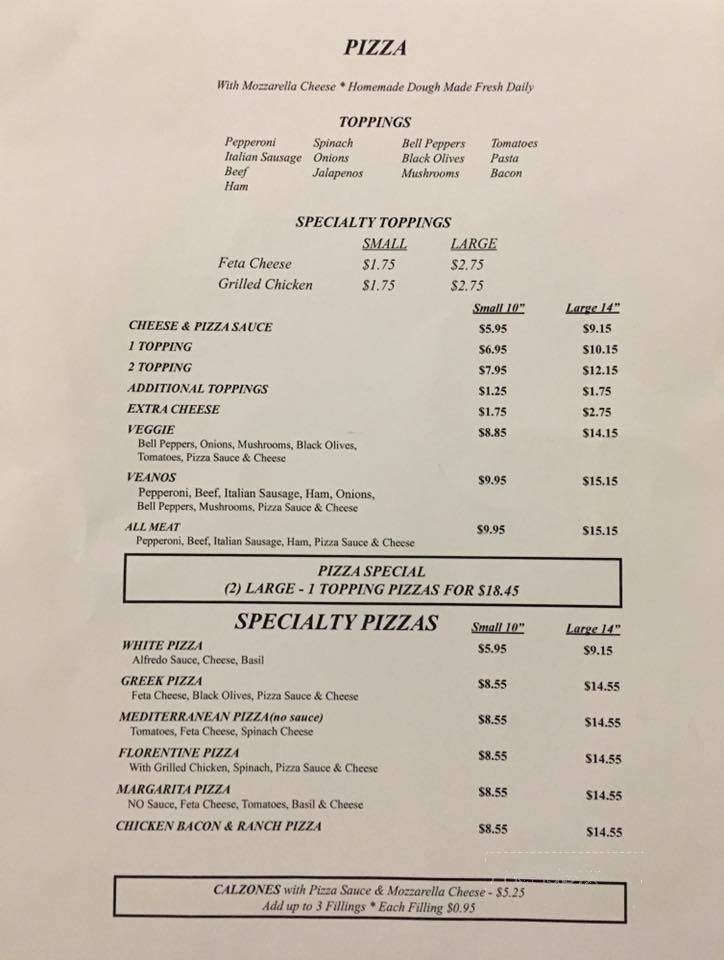 PIZZA
With Mozzarella Cheese * Homemade Dough Made Fresh Daily
TOPPINGS
Pepperoni Spinach Bell Peppers Tomatoes
Italian Sausage Onions Black Olives Pasta
Beef Jalapenos Mushrooms Bacon
Ham
SPECIALTY TOPPINGS
SMALL LARGE
Feta Cheese $1.75 $2.75
Grilled Chicken $1.75 $2.75
Small 10" Large 14"
CHEESE & PIZZA SAUCE $5.95 $9.15
1 TOPPING $6.95 $10.15
2 TOPPING $7.95 $12.15
ADDITIONAL TOPPINGS $1.25 $1.75
EXTRA CHEESE $1.75 $2.75
VEGGIE $8.85 $14.15
Bell Peppers, Onions, Mushrooms, Black Olives,
Tomatoes, Pizza Sauce & Cheese
VEANOS $9.95 $15.15
Pepperoni, Beef, Italian Sausage, Ham, Onions,
Bell Peppers, Mushrooms, Pizza Sauce & Cheese
ALL MEAT $9.95 $15.15
Pepperoni, Beef, Italian Sausage, Ham, Pizza Sauce & Cheese
PIZZA SPECIAL
(2) LARGE - 1 TOPPING PIZZAS FOR $18.45
SPECIALTY PIZZAS Small 10" Large 14"
WHITE PIZZA $5.95 $9.15
Alfredo Sauce, Cheese, Basil
GREEK PIZZA $8.55 $14.55
Feta Cheese, Black Olives, Pizza Sauce & Cheese
MEDITERRANEAN PIZZA(no sauce) $8.55 $14.55
Tomatoes, Feta Cheese, Spinach Cheese
FLORENTINE PIZZA $8.55 $14.55
With Grilled Chicken, Spinach, Pizza Sauce & Cheese
MARGARITA PIZZA $8.55 $14.55
NO Sauce, Feta Cheese, Tomatoes, Basil & Cheese
CHICKEN BACON & RANCH PIZZA $8.55 $14.55
CALZONES with Pizza Sauce & Mozzarella Cheese - $5.25
Add up to 3 Fillings * Each Filling $0.95